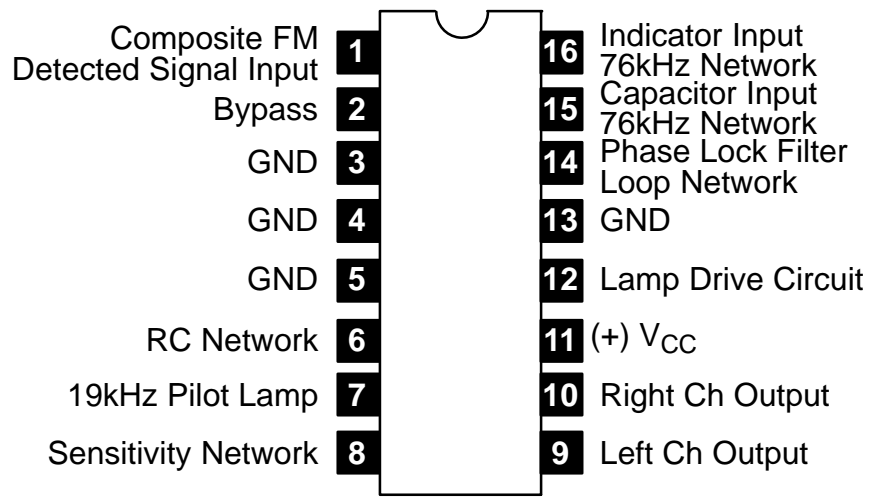 Composite FM
Detected Signal Input
1
Bypass
2
GND
3
GND
4
GND
5
RC Network
6
19kHz Pilot Lamp
7
Sensitivity Network
8
16
Indicator Input
76kHz Network
15
Capacitor Input
76kHz Network
14
Phase Lock Filter
Loop Network
13
GND
12
Lamp Drive Circuit
11
(+) VCC
10
Right Ch Output
9
Left Ch Output